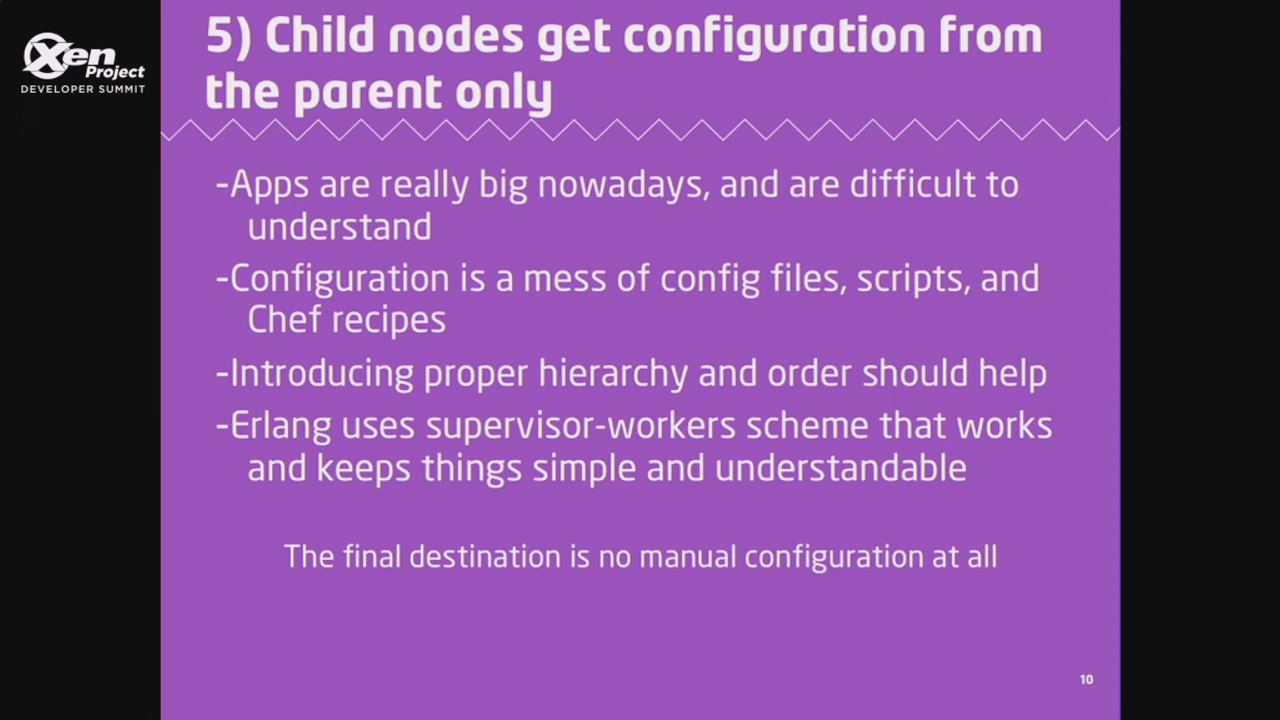 Xen
Project
DEVELOPER SUMMIT
5) Child nodes get configuration from
the parent only
-Apps are really big nowadays, and are difficult to
understand
-Configuration is a mess of config files, scripts, and
Chef recipes
-Introducing proper hierarchy and order should help
-Erlang uses supervisor-workers scheme that works
and keeps things simple and understandable
The final destination is no manual configuration at all
10